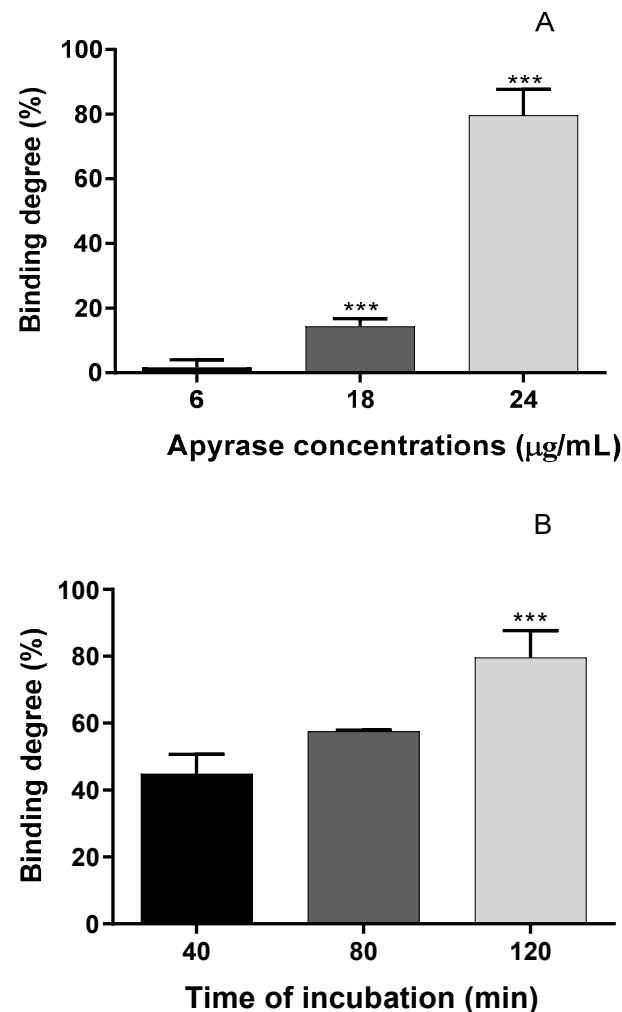 A
100
80
60
40
20
0
Binding degree (%)
***
***
6 18 24
Apyrase concentrations (μg/mL)
B
100
80
60
40
20
0
Binding degree (%)
***
40 80 120
Time of incubation (min)